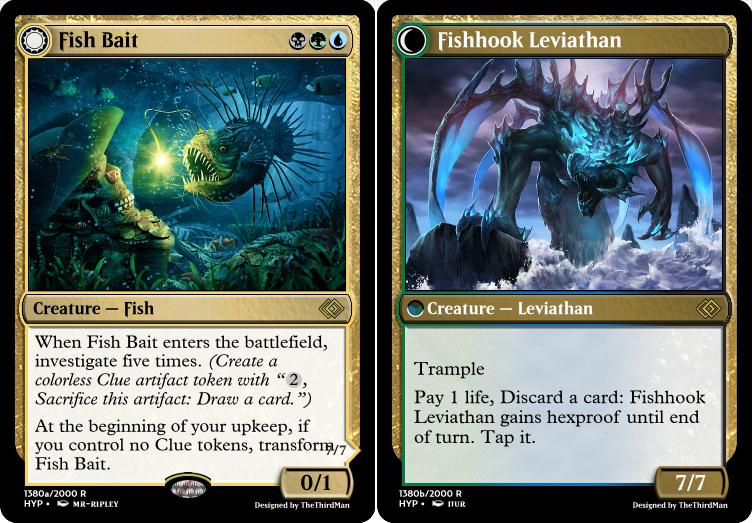 Fish Bait
Creature — Fish
When Fish Bait enters the battlefield,
investigate five times. (Create a
colorless Clue artifact token with “2,
Sacrifice this artifact: Draw a card.”)
At the beginning of your upkeep, if
you control no Clue tokens, transform
Fish Bait.
7/7
0/1
1380a/2000 R
HYP • MR-RIPLEY
Designed by TheThirdMan
Fishhook Leviathan
Creature — Leviathan
Trample
Pay 1 life, Discard a card: Fishhook
Leviathan gains hexproof until end
of turn. Tap it.
7/7
1380b/2000 R
HYP • IIUR
Designed by TheThirdMan